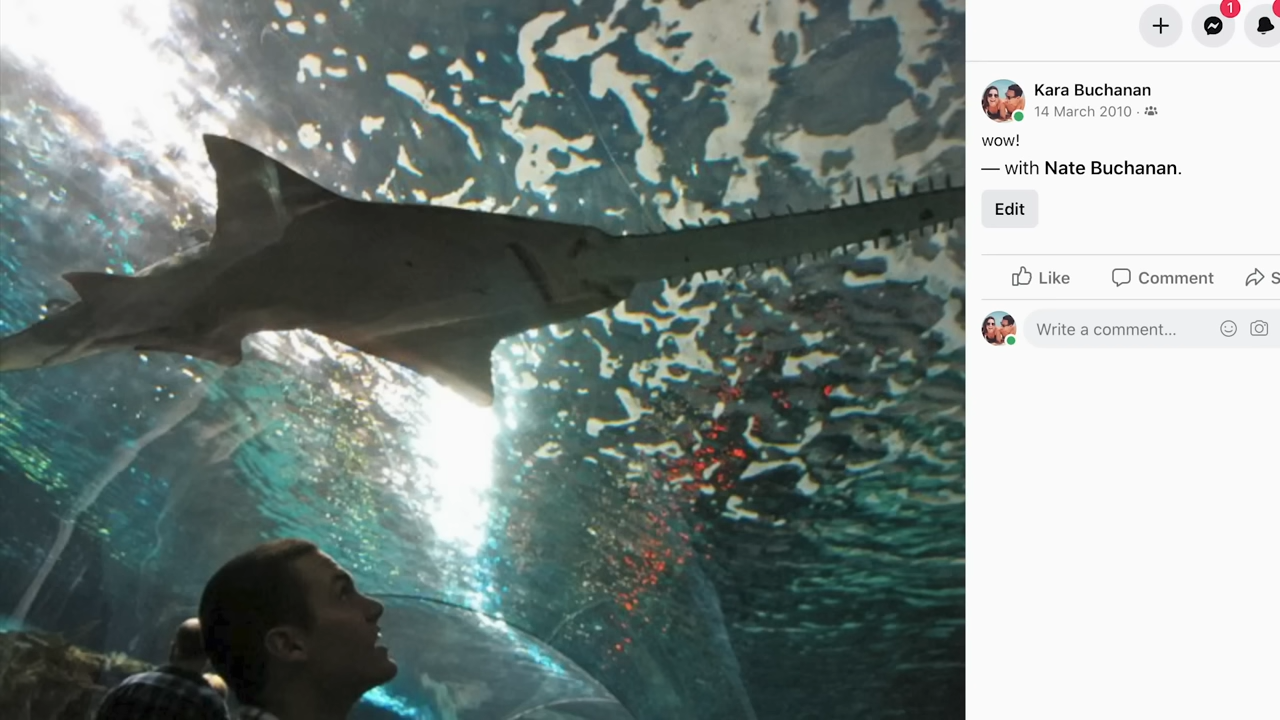 1
Kara Buchanan
14 March 2010 ·
wow!
— with Nate Buchanan.
Edit
Like Comment S
Write a comment...